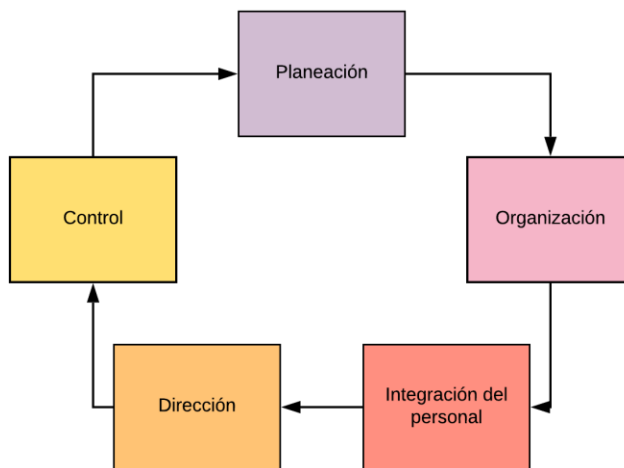 Planeación
Organización
Integración del
personal
Dirección
Control